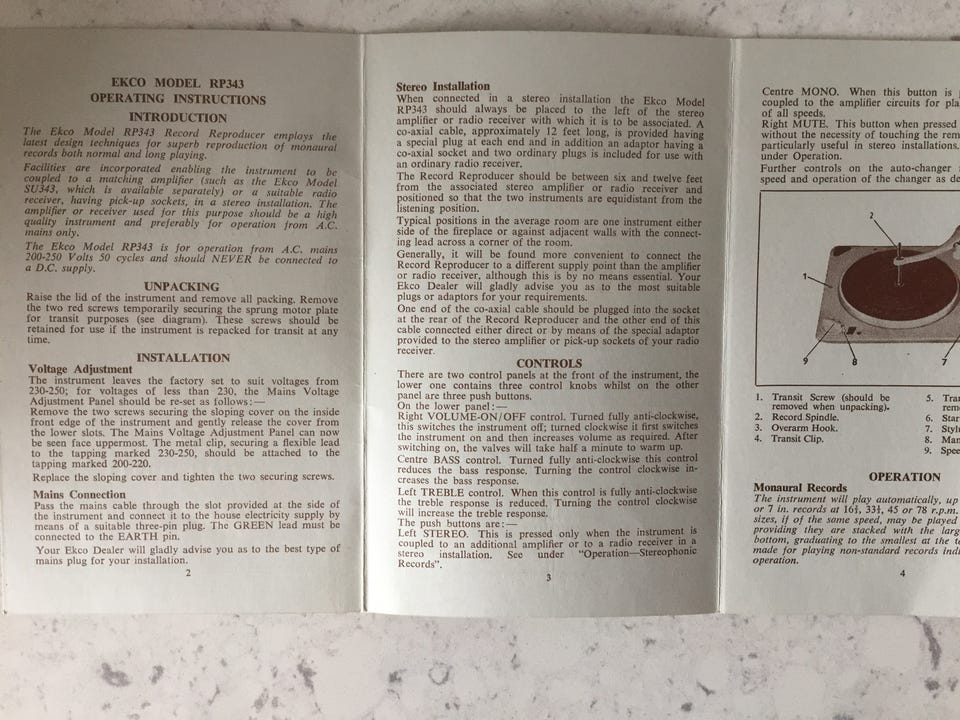 EKCO MODEL RP343
OPERATING INSTRUCTIONS
INTRODUCTION
The Ekco Model RP343 Record Reproducer employs the
latest design techniques for superb reproduction of monaural
records both normal and long playing.
Facilities are incorporated enabling the instrument to be
coupled to a matching amplifier (such as the Ekco Model
SU343, which is available separately) or a suitable radio
receiver, having pick-up sockets, in a stereo installation. The
amplifier or receiver used for this purpose should be a high
quality instrument and preferably for operation from A.C.
mains only.
The Ekco Model RP343 is for operation from A.C. mains
200-250 Volts 50 cycles and should NEVER be connected to
a D.C. supply.
UNPACKING
Raise the lid of the instrument and remove all packing. Remove
the two red screws temporarily securing the sprung motor plate
for transit purposes (see diagram). These screws should be
retained for use if the instrument is repacked for transit at any
time.
INSTALLATION
Voltage Adjustment
The instrument leaves the factory set to suit voltages from
230-250; for voltages of less than 230, the Mains Voltage
Adjustment Panel should be re-set as follows:—
Remove the two screws securing the sloping cover on the inside
front edge of the instrument and gently release the cover from
the lower slots. The Mains Voltage Adjustment Panel can now
be seen faced uppermost. The metal clip, securing a flexible lead
to the tapping marked 230-250, should be attached to the
tapping marked 200-220.
Replace the sloping cover and tighten the two securing screws.
Mains Connection
Pass the mains cable through the slot provided at the side of
the instrument and connect it to the house electricity supply by
means of a suitable three-pin plug. The GREEN lead must be
connected to the EARTH pin.
Your Ekco Dealer will gladly advise you as to the best type of
mains plug for your installation.
2
Stereo Installation
When connected in a stereo installation the Ekco Model
RP343 should always be placed to the left of the stereo
amplifier or radio receiver with which it is to be associated. A
co-axial cable, approximately 12 feet long, is provided having
a special plug at each end and in addition an adaptor having a
co-axial socket and two ordinary plugs is included for use with
an ordinary radio receiver.
The Record Reproducer should be between six and twelve feet
from the associated stereo amplifier or radio receiver and
positioned so that the two instruments are equidistant from the
listening position.
Typical positions in the average room are one instrument either
side of the fireplace or against adjacent walls with the connect-
ing lead across a corner of the room.
Generally, it will be found more convenient to connect the
Record Reproducer to a different supply point than the amplifier
or radio receiver, although this is by no means essential. Your
Ekco Dealer will gladly advise you as to the most suitable
plugs or adaptors for your requirements.
One end of the co-axial cable should be plugged into the socket
at the rear of the Record Reproducer and the other end of this
cable connected either direct or by means of the special adaptor
provided to the stereo amplifier or pick-up sockets of your radio
receiver.
CONTROLS
There are two control panels at the front of the instrument, the
lower one contains three control knobs whilst on the other
panel are three push buttons.
On the lower panel:—
Right VOLUME-ON/OFF control. Turned fully anti-clockwise,
this switches the instrument off; turned clockwise it first switches
the instrument on and then increases volume as required. After
switching on, the valves will take half a minute to warm up.
Centre BASS control. Turned fully anti-clockwise this control
reduces the bass response. Turning the control clockwise in-
creases the bass response.
Left TREBLE control. When this control is fully anti-clockwise
the treble response is reduced. Turning the control clockwise
will increase the treble response.
The push buttons are:—
Left STEREO. This is pressed only when the instrument is
coupled to an additional amplifier or to a radio receiver in a
stereo installation. See under "Operation—Stereophonic
Records".
3
Centre MONO. When this button is
coupled to the amplifier circuits for
of all speeds.
Right MUTE. This button when pressed
without the necessity of touching the
particularly useful in stereo installations.
under Operation.
Further controls on the auto-changer
speed and operation of the changer as
2
1
9
8
7
1. Transit Screw (should be
removed when unpacking).
2. Record Spindle.
3. Overarm Hook.
4. Transit Clip.
5.
6.
7.
8.
9.
OPERATION
Monaural Records
The instrument will play automatically, up
or 7 in. records at 16⅔, 33⅓, 45 or 78 r.p.m.
sizes, if of the same speed, may be played
providing they are stacked with the
bottom, graduating to the smallest at the
made for playing non-standard records
operation.
4